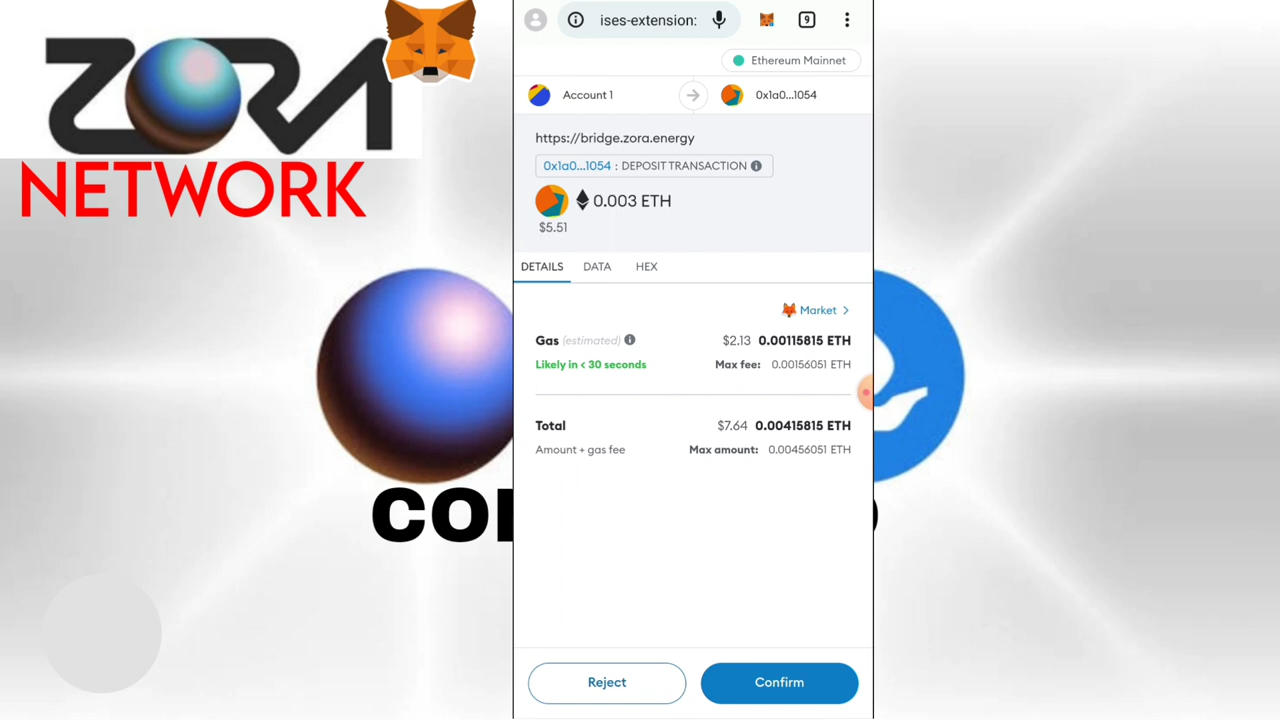 ZORA
NETWORK
ises-extension:
9
Ethereum Mainnet
Account 1
0x1a0...1054
https://bridge.zora.energy
0x1a0...1054 : DEPOSIT TRANSACTION
0.003 ETH
$5.51
DETAILS DATA HEX
Market >
Gas (estimated) $2.13 0.00115815 ETH
Likely in < 30 seconds Max fee: 0.00156051 ETH
Total $7.64 0.00415815 ETH
Amount + gas fee Max amount: 0.00456051 ETH
Reject Confirm